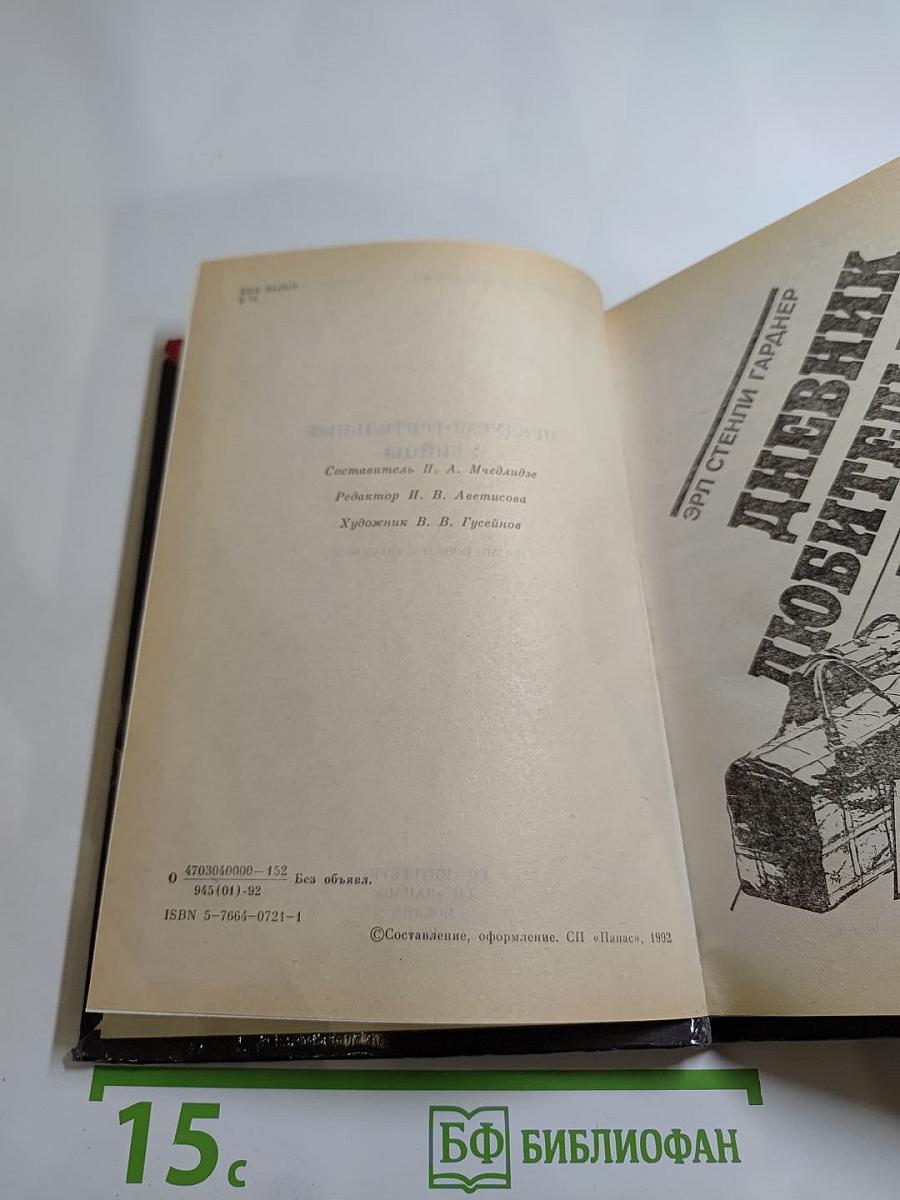 Составитель Н. А. Мчедлидзе
Редактор И. В. Аветисова
Художник В. В. Гусейнов
О 4703040000—152
945(01)-92
Без объявл.
ISBN 5-7664-0721-1
©Составление, оформление. СП «Панас», 1992
ЭРЛ СТЕНЛИ ГАРДНЕР
ДНЕВНИК
15 с
БФ БИБЛИОФАН